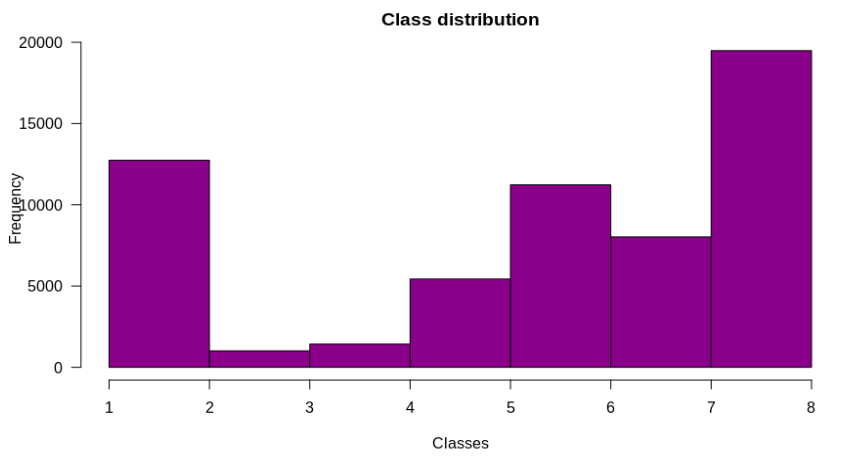 Class distribution
Frequency
20000
15000
10000
5000
0
1 2 3 4 5 6 7 8
Classes